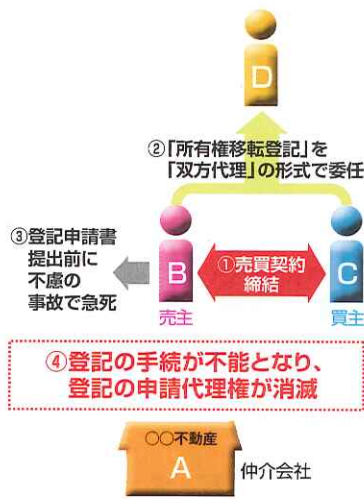 D
②「所有権移転登記」を
「双方代理」の形式で委任
③登記申請書
提出前に
不慮の
事故で急死
B
①売買契約
締結
C
売主
買主
④登記の手続が不能となり、
登記の申請代理権が消滅
〇〇不動産
A
仲介会社